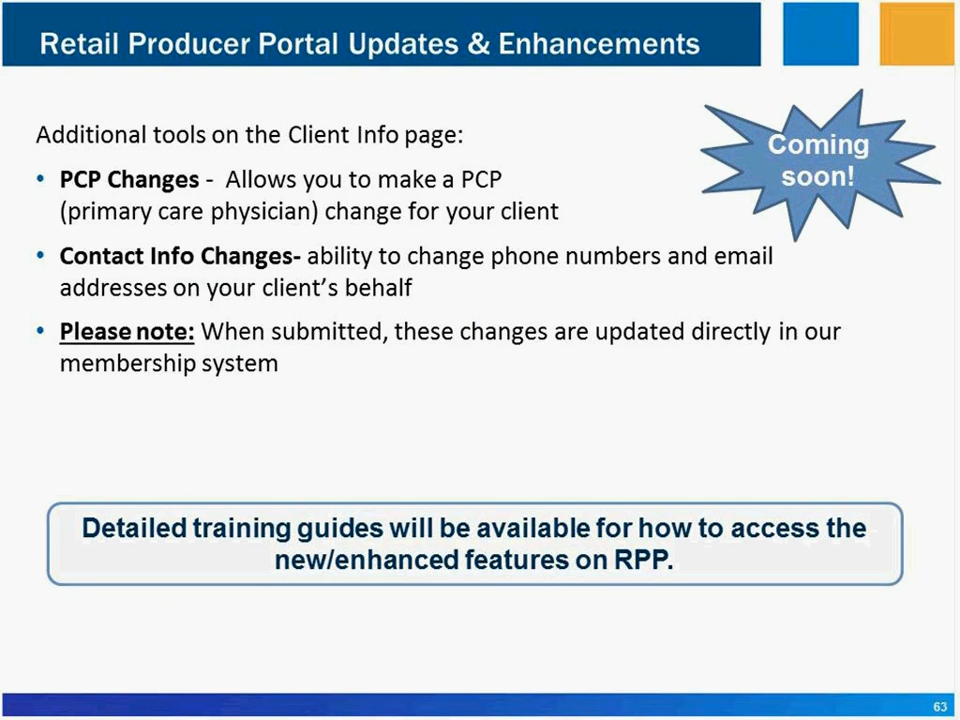 Retail Producer Portal Updates & Enhancements
Additional tools on the Client Info page:
Coming
soon!
• PCP Changes - Allows you to make a PCP
(primary care physician) change for your client
• Contact Info Changes- ability to change phone numbers and email
addresses on your client’s behalf
• Please note: When submitted, these changes are updated directly in our
membership system
Detailed training guides will be available for how to access the
new/enhanced features on RPP.
63